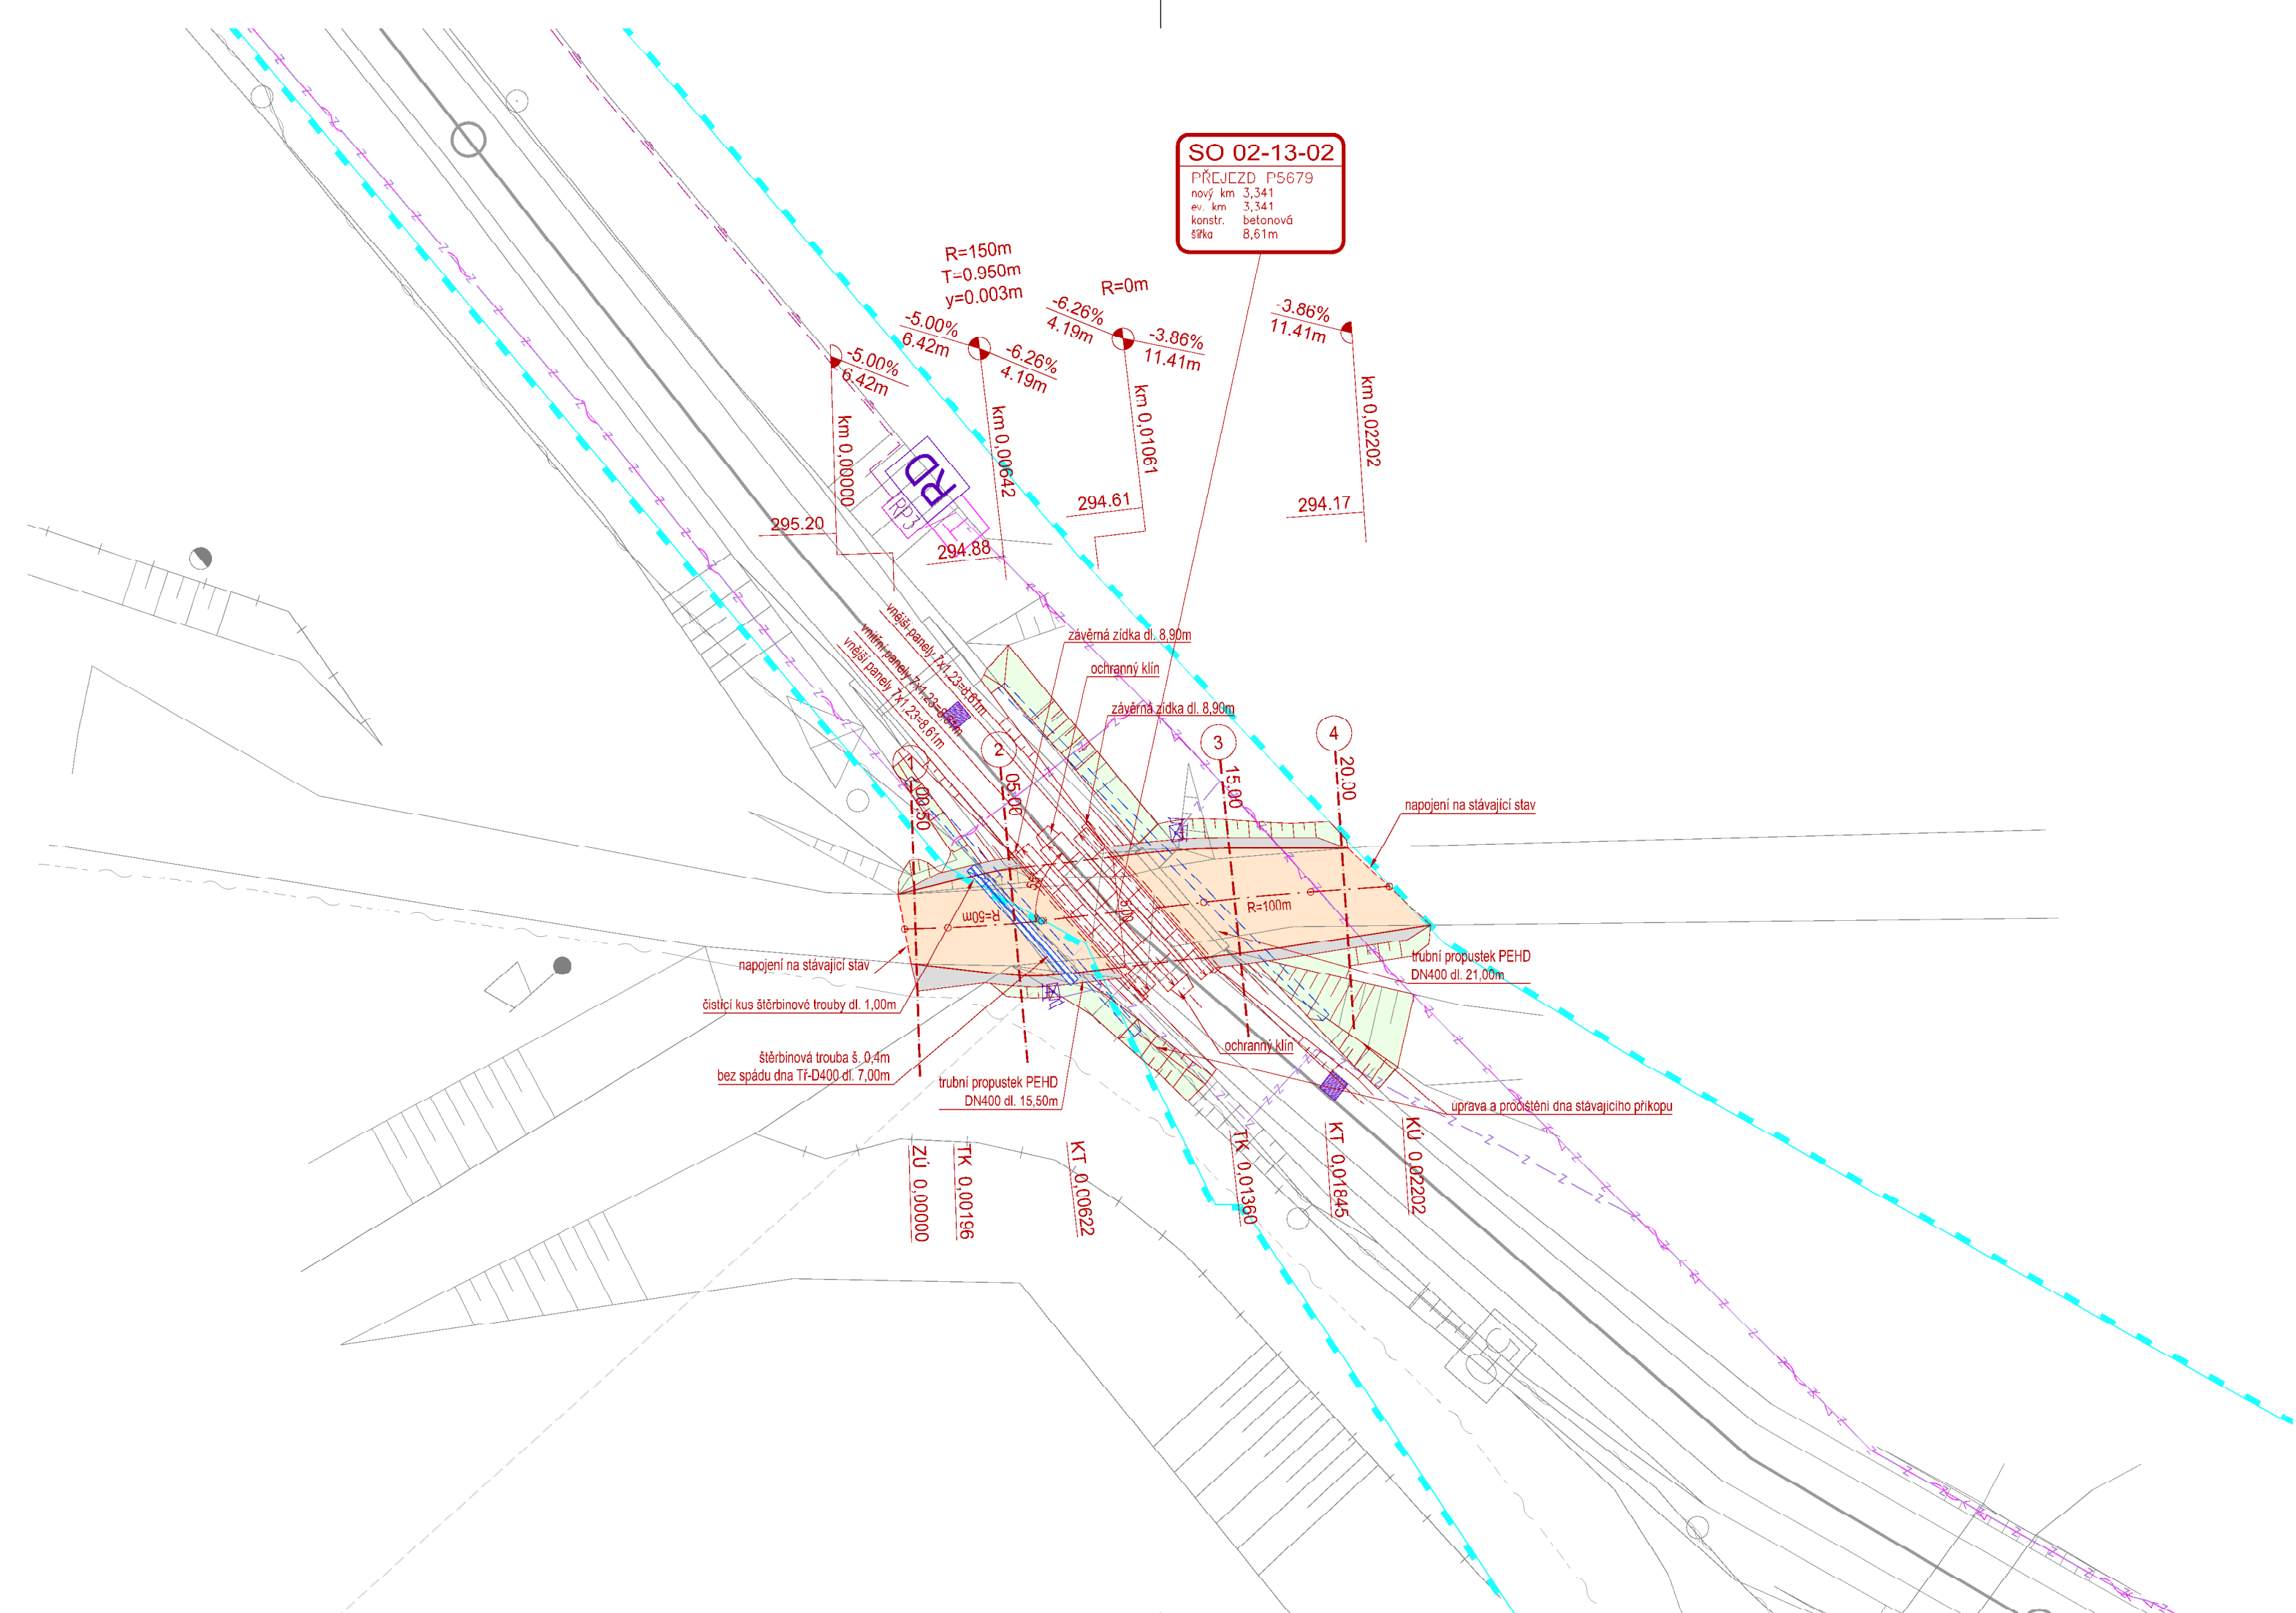 SO 02-13-02
PŘEJEZD P5679
nový km 3,341
ev. km 3,341
konstr. betonová
šířka 8,61m
R=150m
T=0.950m
y=0.003m
R=0m
-5.00%
6.42m
-5.00%
6.42m
-6.26%
4.19m
-6.26%
4.19m
-3.86%
11.41m
-3.86%
11.41m
km 0,00000
km 0,00642
km 0,01061
km 0,02202
295.20
294.88
294.61
294.17
RD
RP3
vnější panely 7x1,23=8,61m
vnitřní panely 7x1,23=8,61m
vnější panely 7x1,23=8,61m
závěrná zídka dl. 8,90m
ochranný klín
závěrná zídka dl. 8,90m
1
2
3
4
00,50
05,00
15,00
20,00
napojení na stávající stav
R=50m
5,00
R=100m
napojení na stávající stav
čistící kus štěrbinové trouby dl. 1,00m
štěrbinová trouba š. 0,4m
bez spádu dna Tř-D400 dl. 7,00m
trubní propustek PEHD
DN400 dl. 15,50m
trubní propustek PEHD
DN400 dl. 21,00m
ochranný klín
úprava a pročištění dna stávajícího příkopu
ZÚ 0,00000
TK 0,00196
KT 0,00622
TK 0,01360
KT 0,01845
KÚ 0,02202